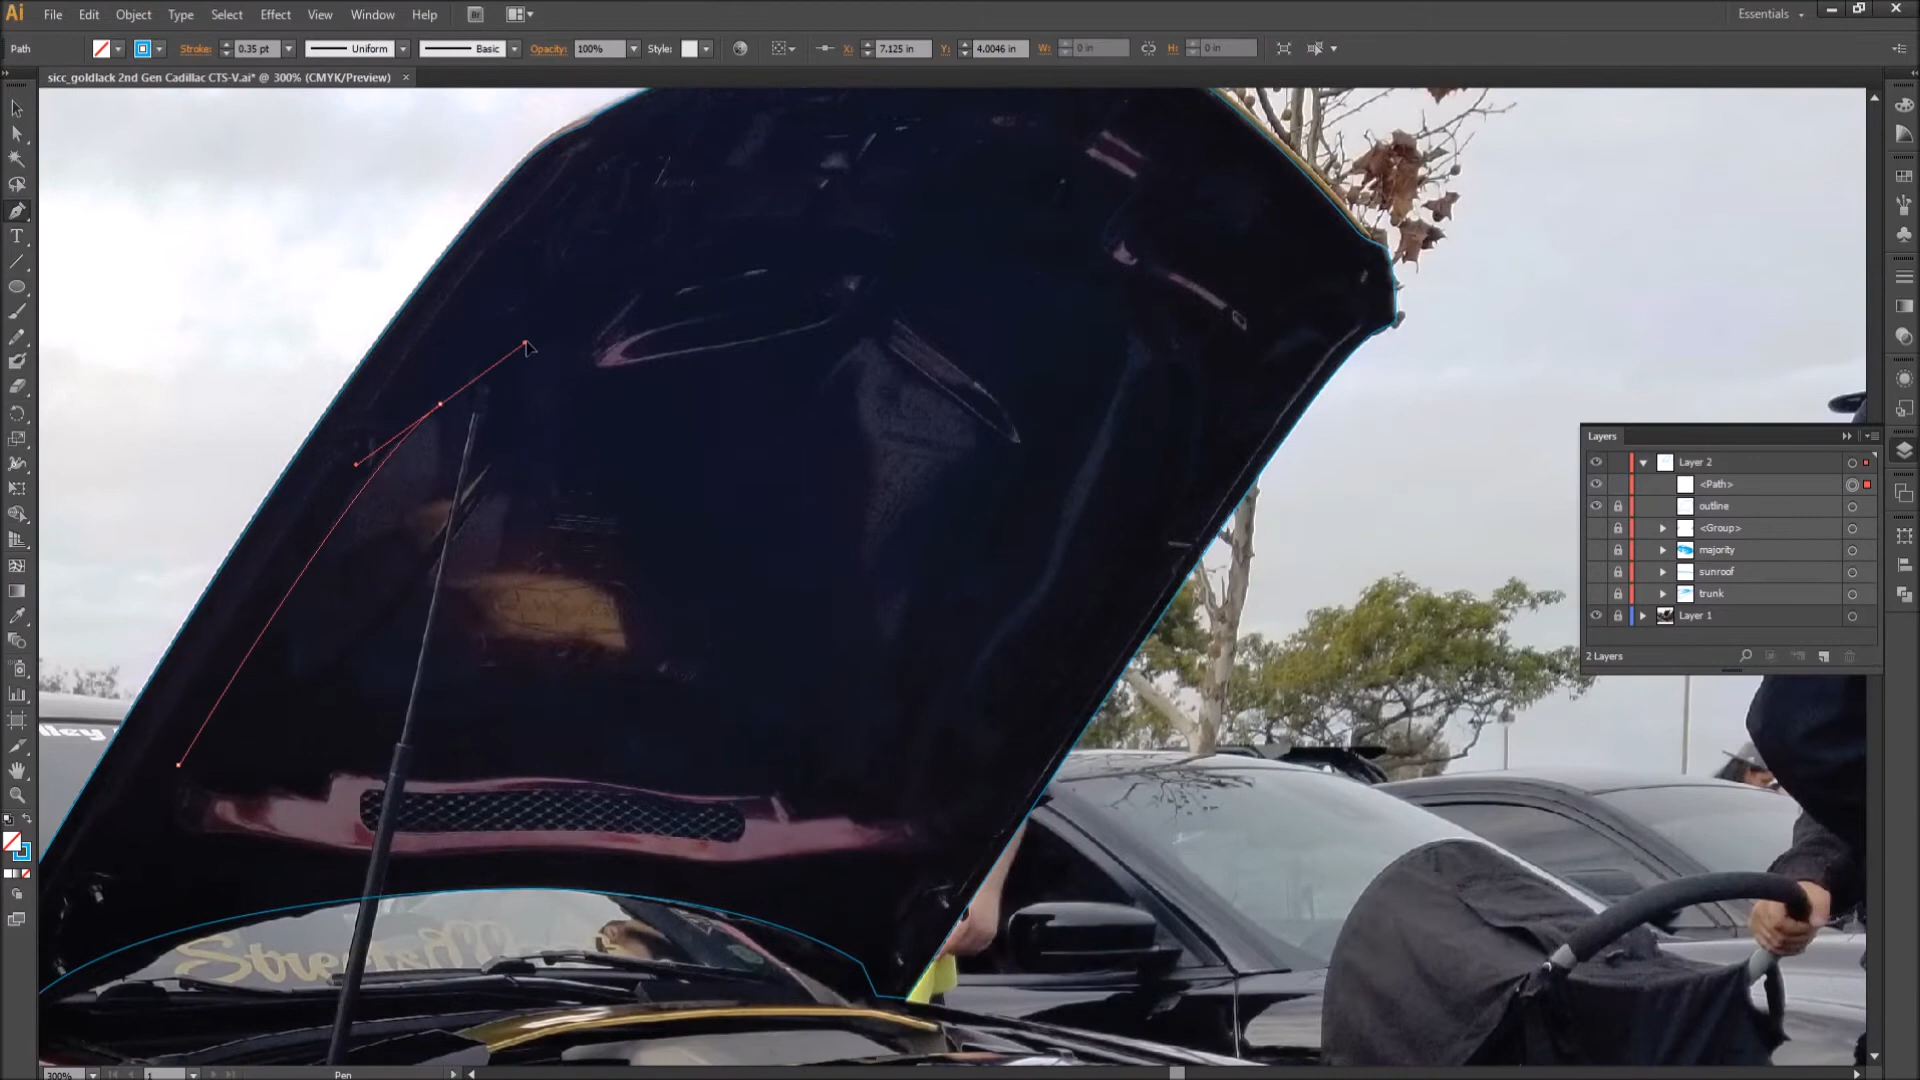 Ai File Edit Object Type Select Effect View Window Help Br Essentials
Path Stroke: 0.35 pt Uniform Basic Opacity: 100% Style: X: 7.125 in Y: 4.0046 in W: 0 in H: 0 in
sicc_goldlack 2nd Gen Cadillac CTS-V.ai* @ 300% (CMYK/Preview) ×
Layers
Layer 2
<Path>
outline
<Group>
majority
sunroof
trunk
Layer 1
2 Layers
300% 1 Pen